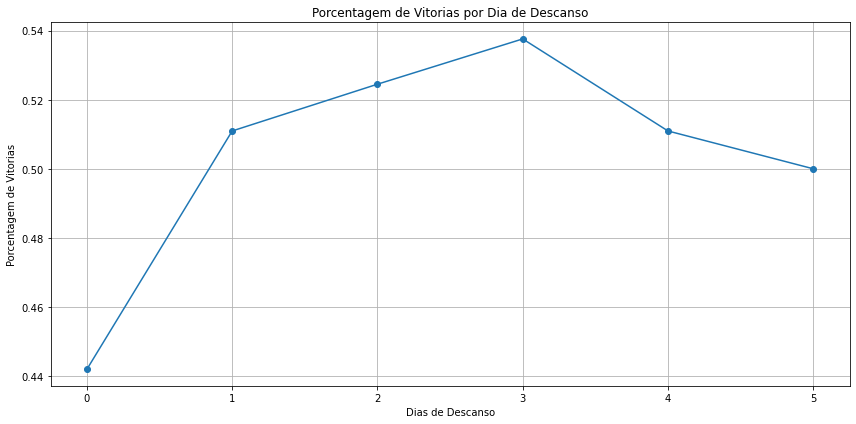 Porcentagem de Vitorias por Dia de Descanso
Porcentagem de Vitorias
0.54
0.52
0.50
0.48
0.46
0.44
0 1 2 3 4 5
Dias de Descanso